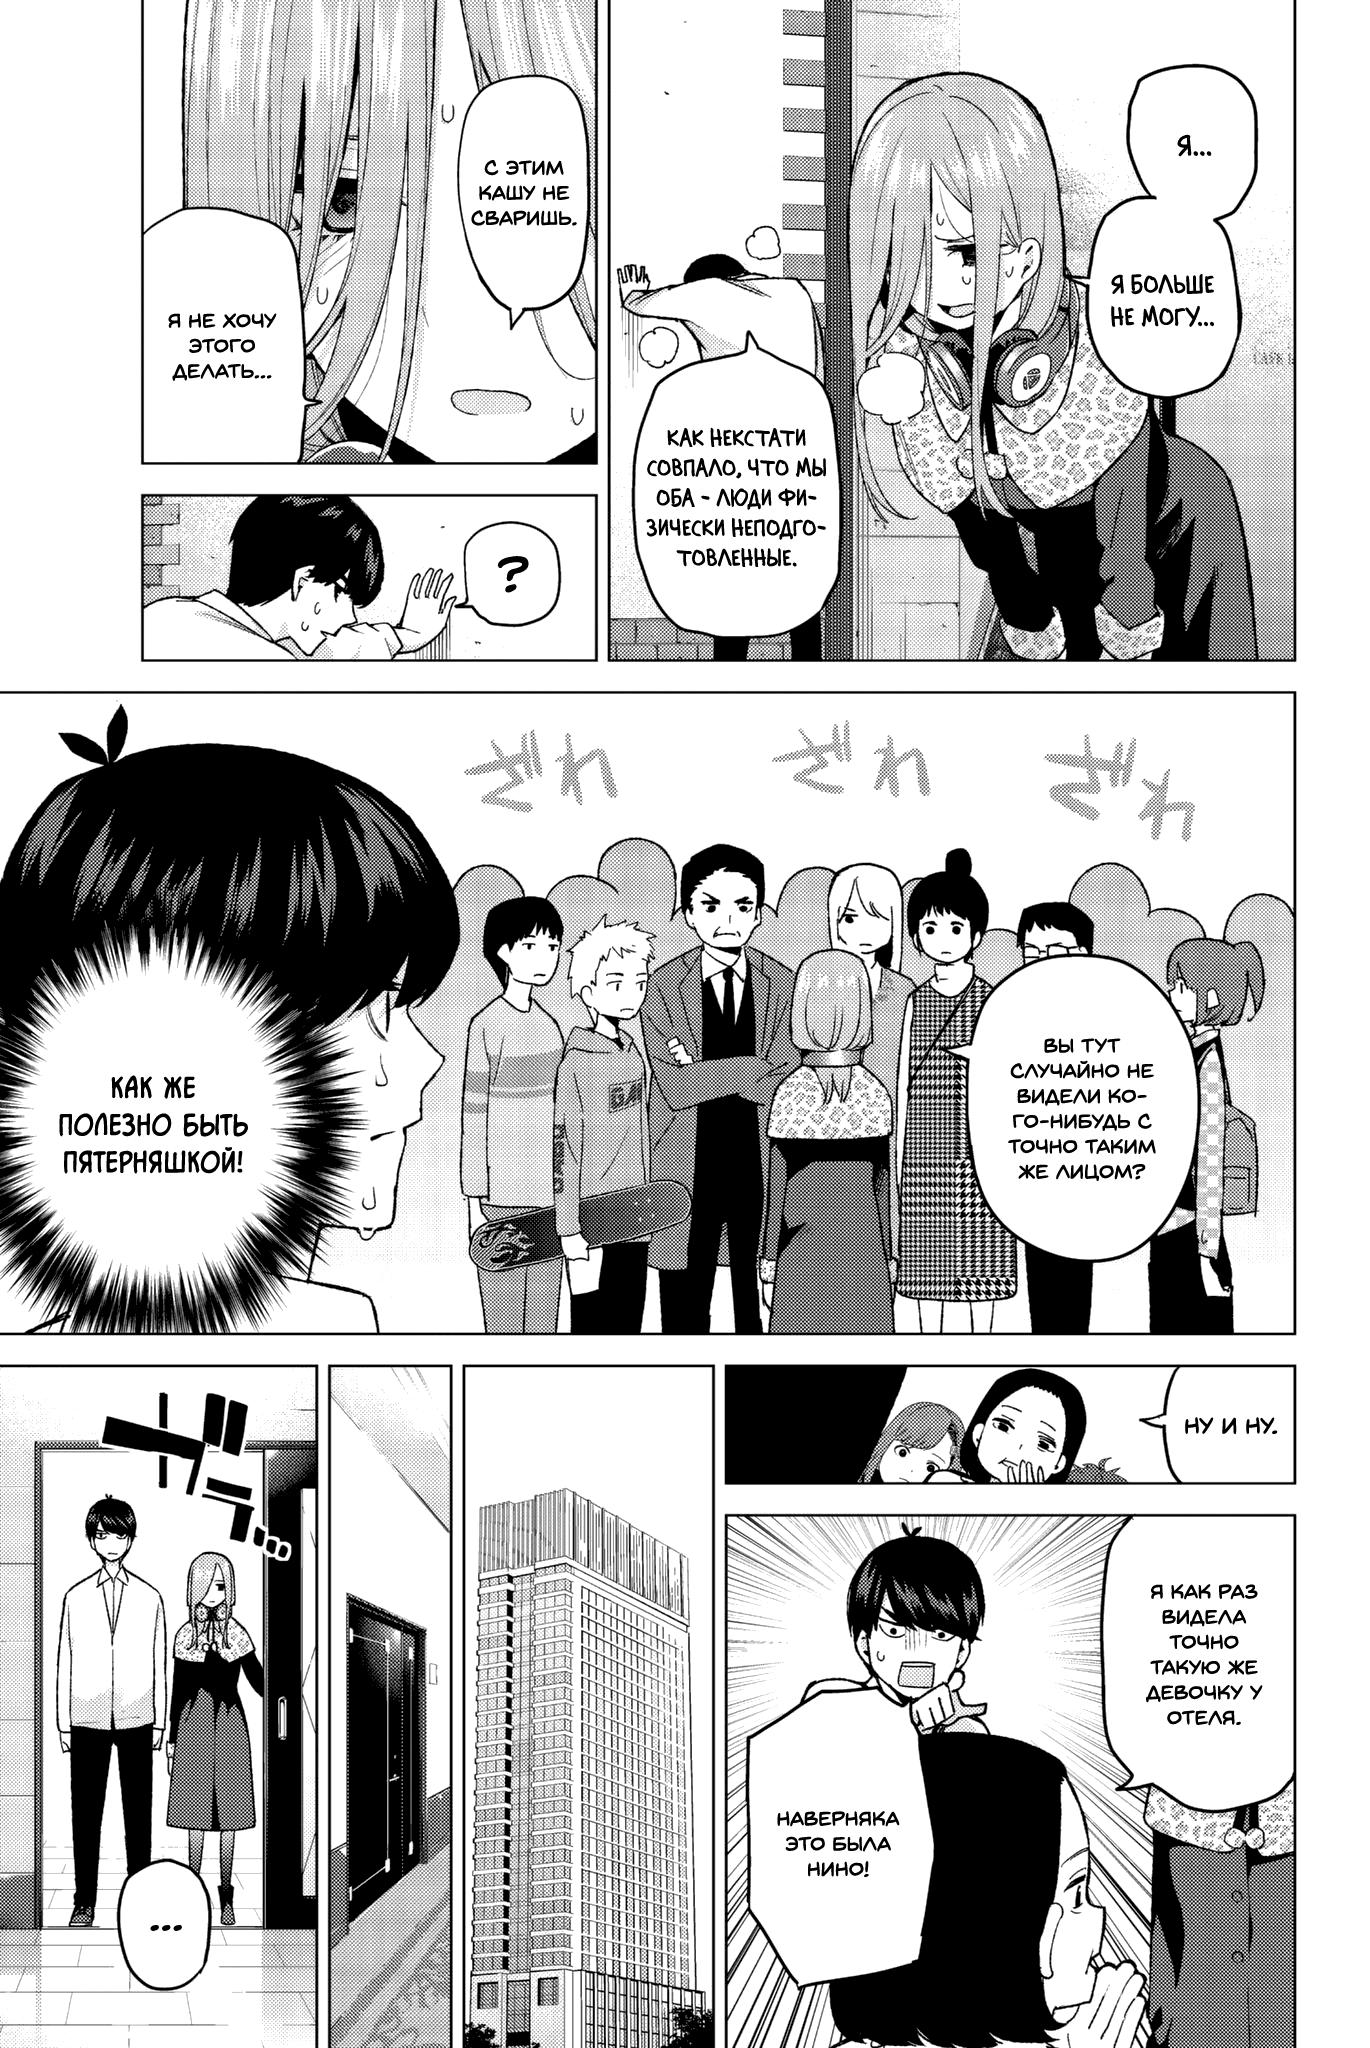 Я...
Я БОЛЬШЕ
НЕ МОГУ...
КАК НЕКСТАТИ
СОВПАЛО, ЧТО МЫ
ОБА - ЛЮДИ ФИ-
ЗИЧЕСКИ НЕПОДГО-
ТОВЛЕННЫЕ.
С ЭТИМ
КАШУ НЕ
СВАРИШЬ.
Я НЕ ХОЧУ
ЭТОГО
ДЕЛАТЬ...
?
ざわ
ざわ
ざわ
ВЫ ТУТ
СЛУЧАЙНО НЕ
ВИДЕЛИ КО-
ГО-НИБУДЬ С
ТОЧНО ТАКИМ
ЖЕ ЛИЦОМ?
КАК ЖЕ
ПОЛЕЗНО БЫТЬ
ПЯТЕРНЯШКОЙ!
НУ И НУ.
Я КАК РАЗ
ВИДЕЛА
ТОЧНО
ТАКУЮ ЖЕ
ДЕВОЧКУ У
ОТЕЛЯ.
НАВЕРНЯКА
ЭТО БЫЛА
НИНО!
...